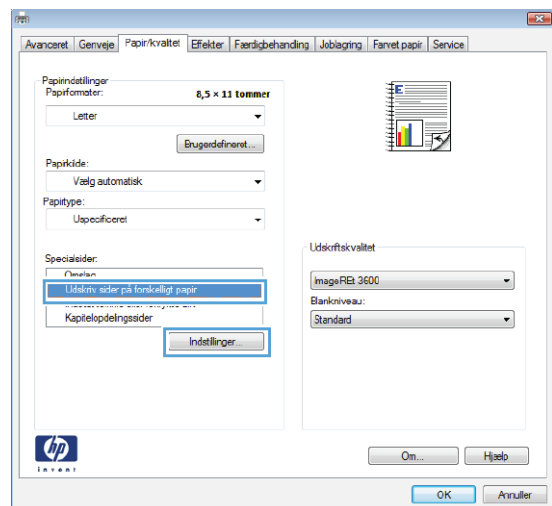 Avanceret Genveje Papir/kvalitet Effekter Færdigbehandling Joblagring Farvet papir Service
Papirindstillinger
Papirformater: 8,5 × 11 tommer
Letter
Brugerdefineret...
Papirkilde:
Vælg automatisk
Papirtype:
Uspecificeret
Specialsider:
Omslag
Udskriv sider på forskelligt papir
Kapitelopdelingssider
Indstillinger...
Udskriftskvalitet
ImageREt 3600
Blankniveau:
Standard
hp
invent
Om... Hjælp
OK Annuller